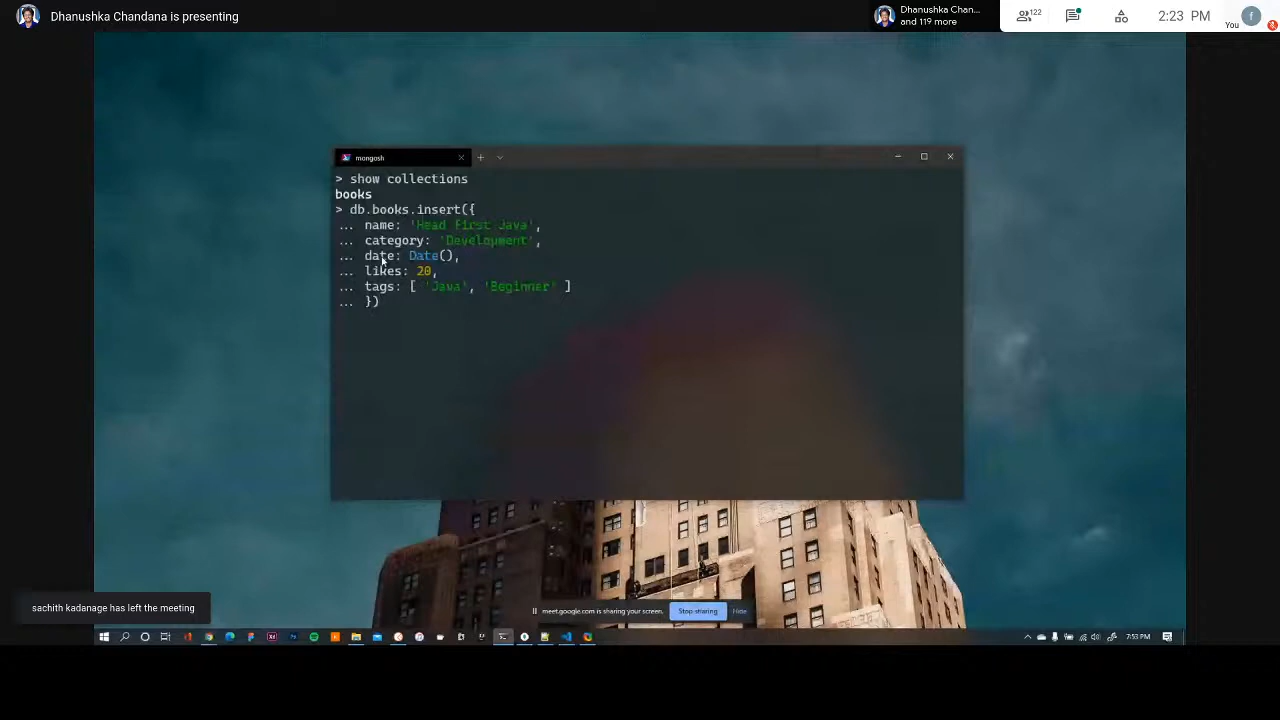 Dhanushka Chandana is presenting
Dhanushka Chan...
and 119 more
122
2:23 PM
You
f
mongosh
> show collections
books
> db.books.insert({
... name: 'Head First Java',
... category: 'Development',
... date: Date(),
... likes: 20,
... tags: [ 'Java', 'Beginner' ]
... })
sachith kadanage has left the meeting
meet.google.com is sharing your screen.
Stop sharing
Hide
7:53 PM